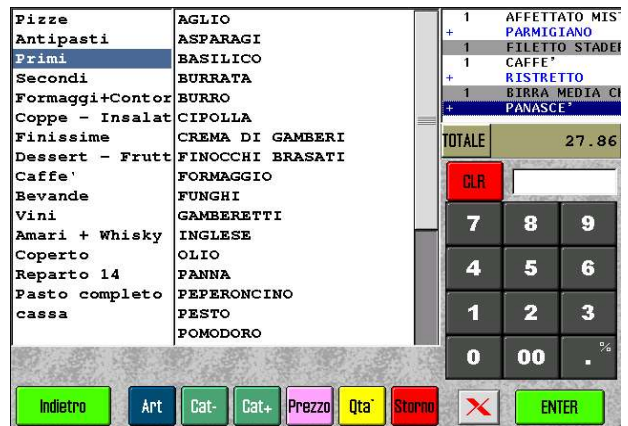 Pizze
Antipasti
Primi
Secondi
Formaggi+Contor
Coppe - Insalat
Finissime
Dessert - Frutt
Caffe'
Bevande
Vini
Amari + Whisky
Coperto
Reparto 14
Pasto completo
cassa
AGLIO
ASPARAGI
BASILICO
BURRATA
BURRO
CIPOLLA
CREMA DI GAMBERI
FINOCCHI BRASATI
FORMAGGIO
FUNGHI
GAMBERETTI
INGLESE
OLIO
PANNA
PEPERONCINO
PESTO
POMODORO
1 AFFETTATO MIS
+ PARMIGIANO
1 FILETTO STADE
1 CAFFE'
+ RISTRETTO
1 BIRRA MEDIA C
+ PANASCE'
TOTALE 27.86
CLR
7 8 9
4 5 6
1 2 3
0 00 . %
Indietro Art Cat- Cat+ Prezzo Qta` Storno X ENTER